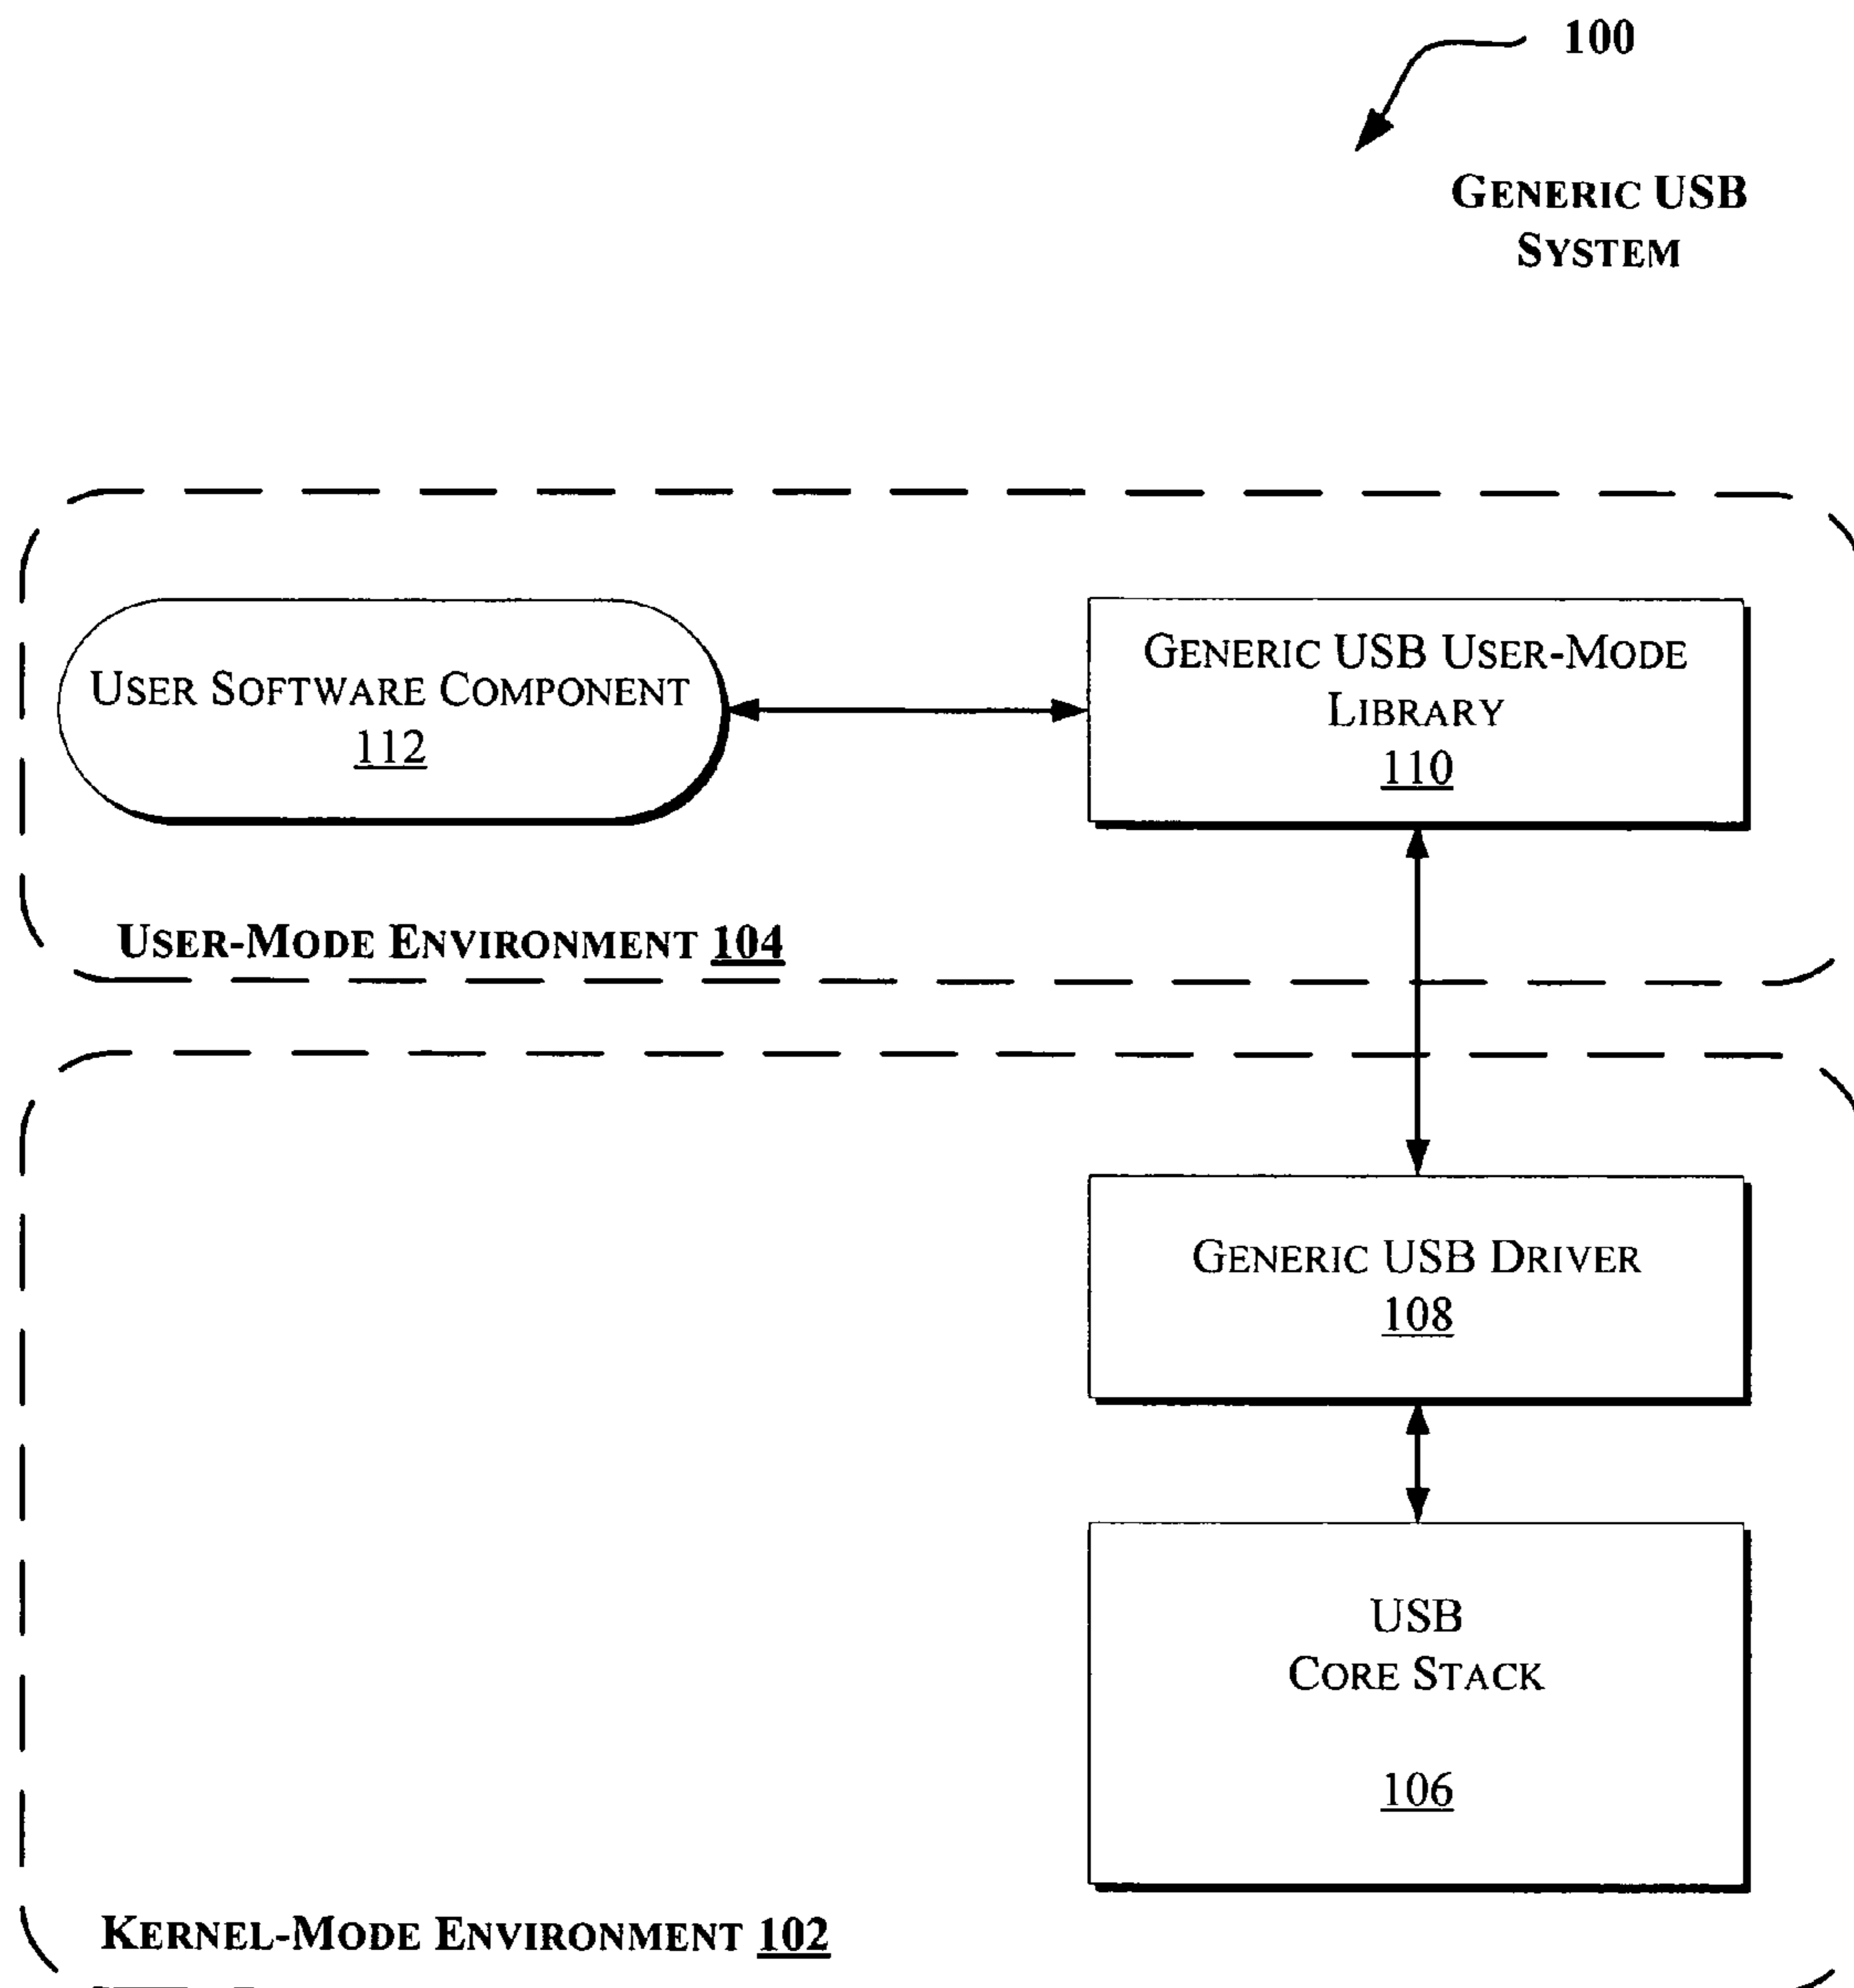 100
GENERIC USB
SYSTEM
USER SOFTWARE COMPONENT
112
GENERIC USB USER-MODE
LIBRARY
110
USER-MODE ENVIRONMENT 104
GENERIC USB DRIVER
108
USB
CORE STACK
106
KERNEL-MODE ENVIRONMENT 102